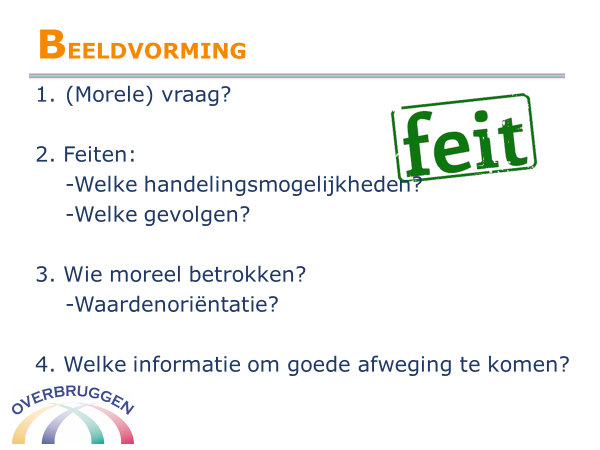 BEELDVORMING
1. (Morele) vraag?
feit
2. Feiten:
-Welke handelingsmogelijkheden?
-Welke gevolgen?
3. Wie moreel betrokken?
-Waardenoriëntatie?
4. Welke informatie om goede afweging te komen?
OVERBRUGGEN